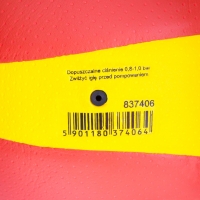 Dopuszczalne ciśnienie 0,8-1,0 bar.
Zwilżyć igłę przed pompowaniem.
837406
5 901180 374064